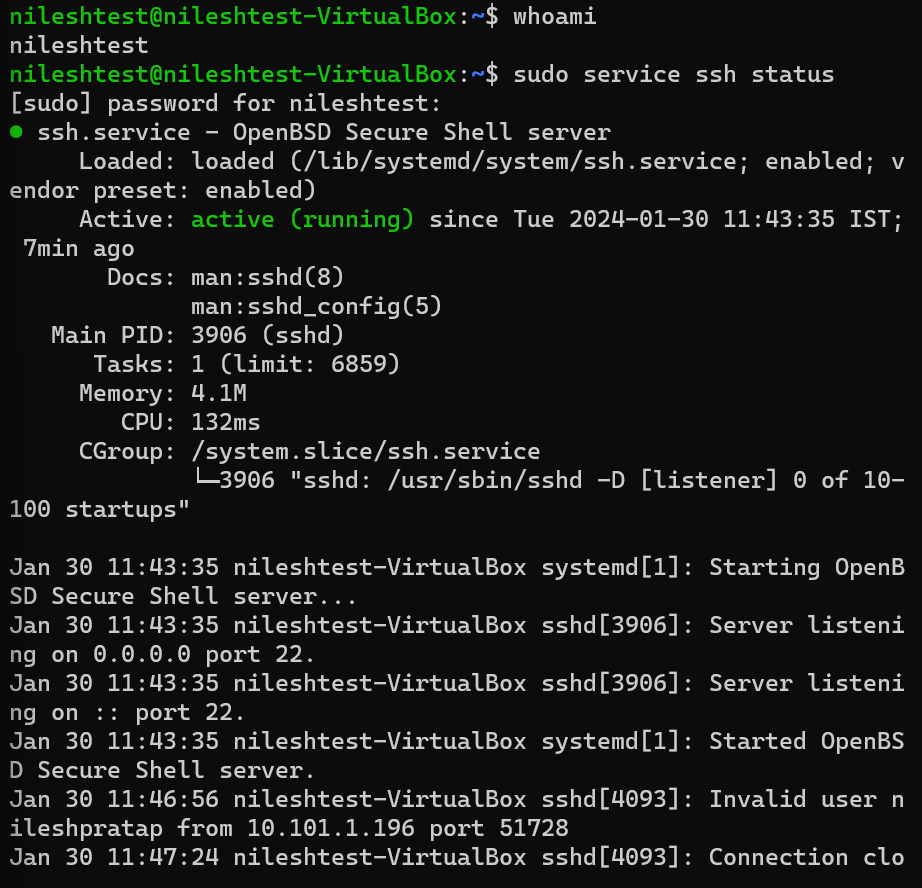 nileshtest@nileshtest-VirtualBox:~$ whoami
nileshtest
nileshtest@nileshtest-VirtualBox:~$ sudo service ssh status
[sudo] password for nileshtest:
● ssh.service - OpenBSD Secure Shell server
     Loaded: loaded (/lib/systemd/system/ssh.service; enabled; v
endor preset: enabled)
     Active: active (running) since Tue 2024-01-30 11:43:35 IST;
 7min ago
       Docs: man:sshd(8)
             man:sshd_config(5)
   Main PID: 3906 (sshd)
      Tasks: 1 (limit: 6859)
     Memory: 4.1M
        CPU: 132ms
     CGroup: /system.slice/ssh.service
             └─3906 "sshd: /usr/sbin/sshd -D [listener] 0 of 10-
100 startups"

Jan 30 11:43:35 nileshtest-VirtualBox systemd[1]: Starting OpenB
SD Secure Shell server...
Jan 30 11:43:35 nileshtest-VirtualBox sshd[3906]: Server listeni
ng on 0.0.0.0 port 22.
Jan 30 11:43:35 nileshtest-VirtualBox sshd[3906]: Server listeni
ng on :: port 22.
Jan 30 11:43:35 nileshtest-VirtualBox systemd[1]: Started OpenBS
D Secure Shell server.
Jan 30 11:46:56 nileshtest-VirtualBox sshd[4093]: Invalid user n
ileshpratap from 10.101.1.196 port 51728
Jan 30 11:47:24 nileshtest-VirtualBox sshd[4093]: Connection clo